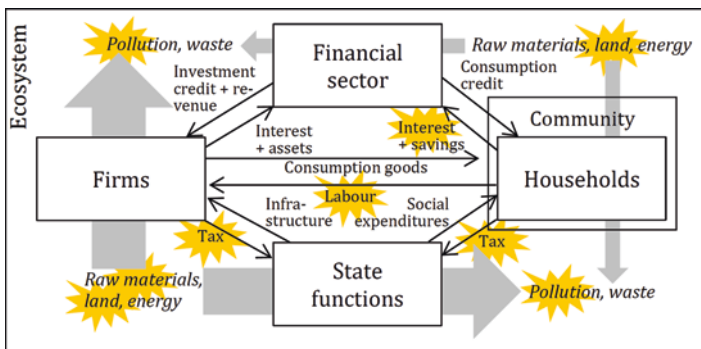 Ecosystem
Pollution, waste
Financial
sector
Raw materials, land, energy
Investment
credit + re-
venue
Consumption
credit
Community
Interest
+ assets
Interest
+ savings
Firms
Consumption goods
Households
Labour
Infra-
structure
Social
expenditures
Tax
Tax
Raw materials,
land, energy
State
functions
Pollution, waste